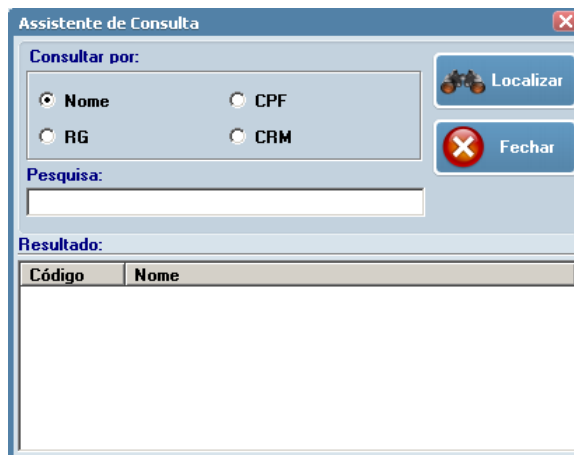 Assistente de Consulta
Consultar por:
Localizar
Nome
CPF
RG
CRM
Fechar
Pesquisa:
Resultado:
Código
Nome